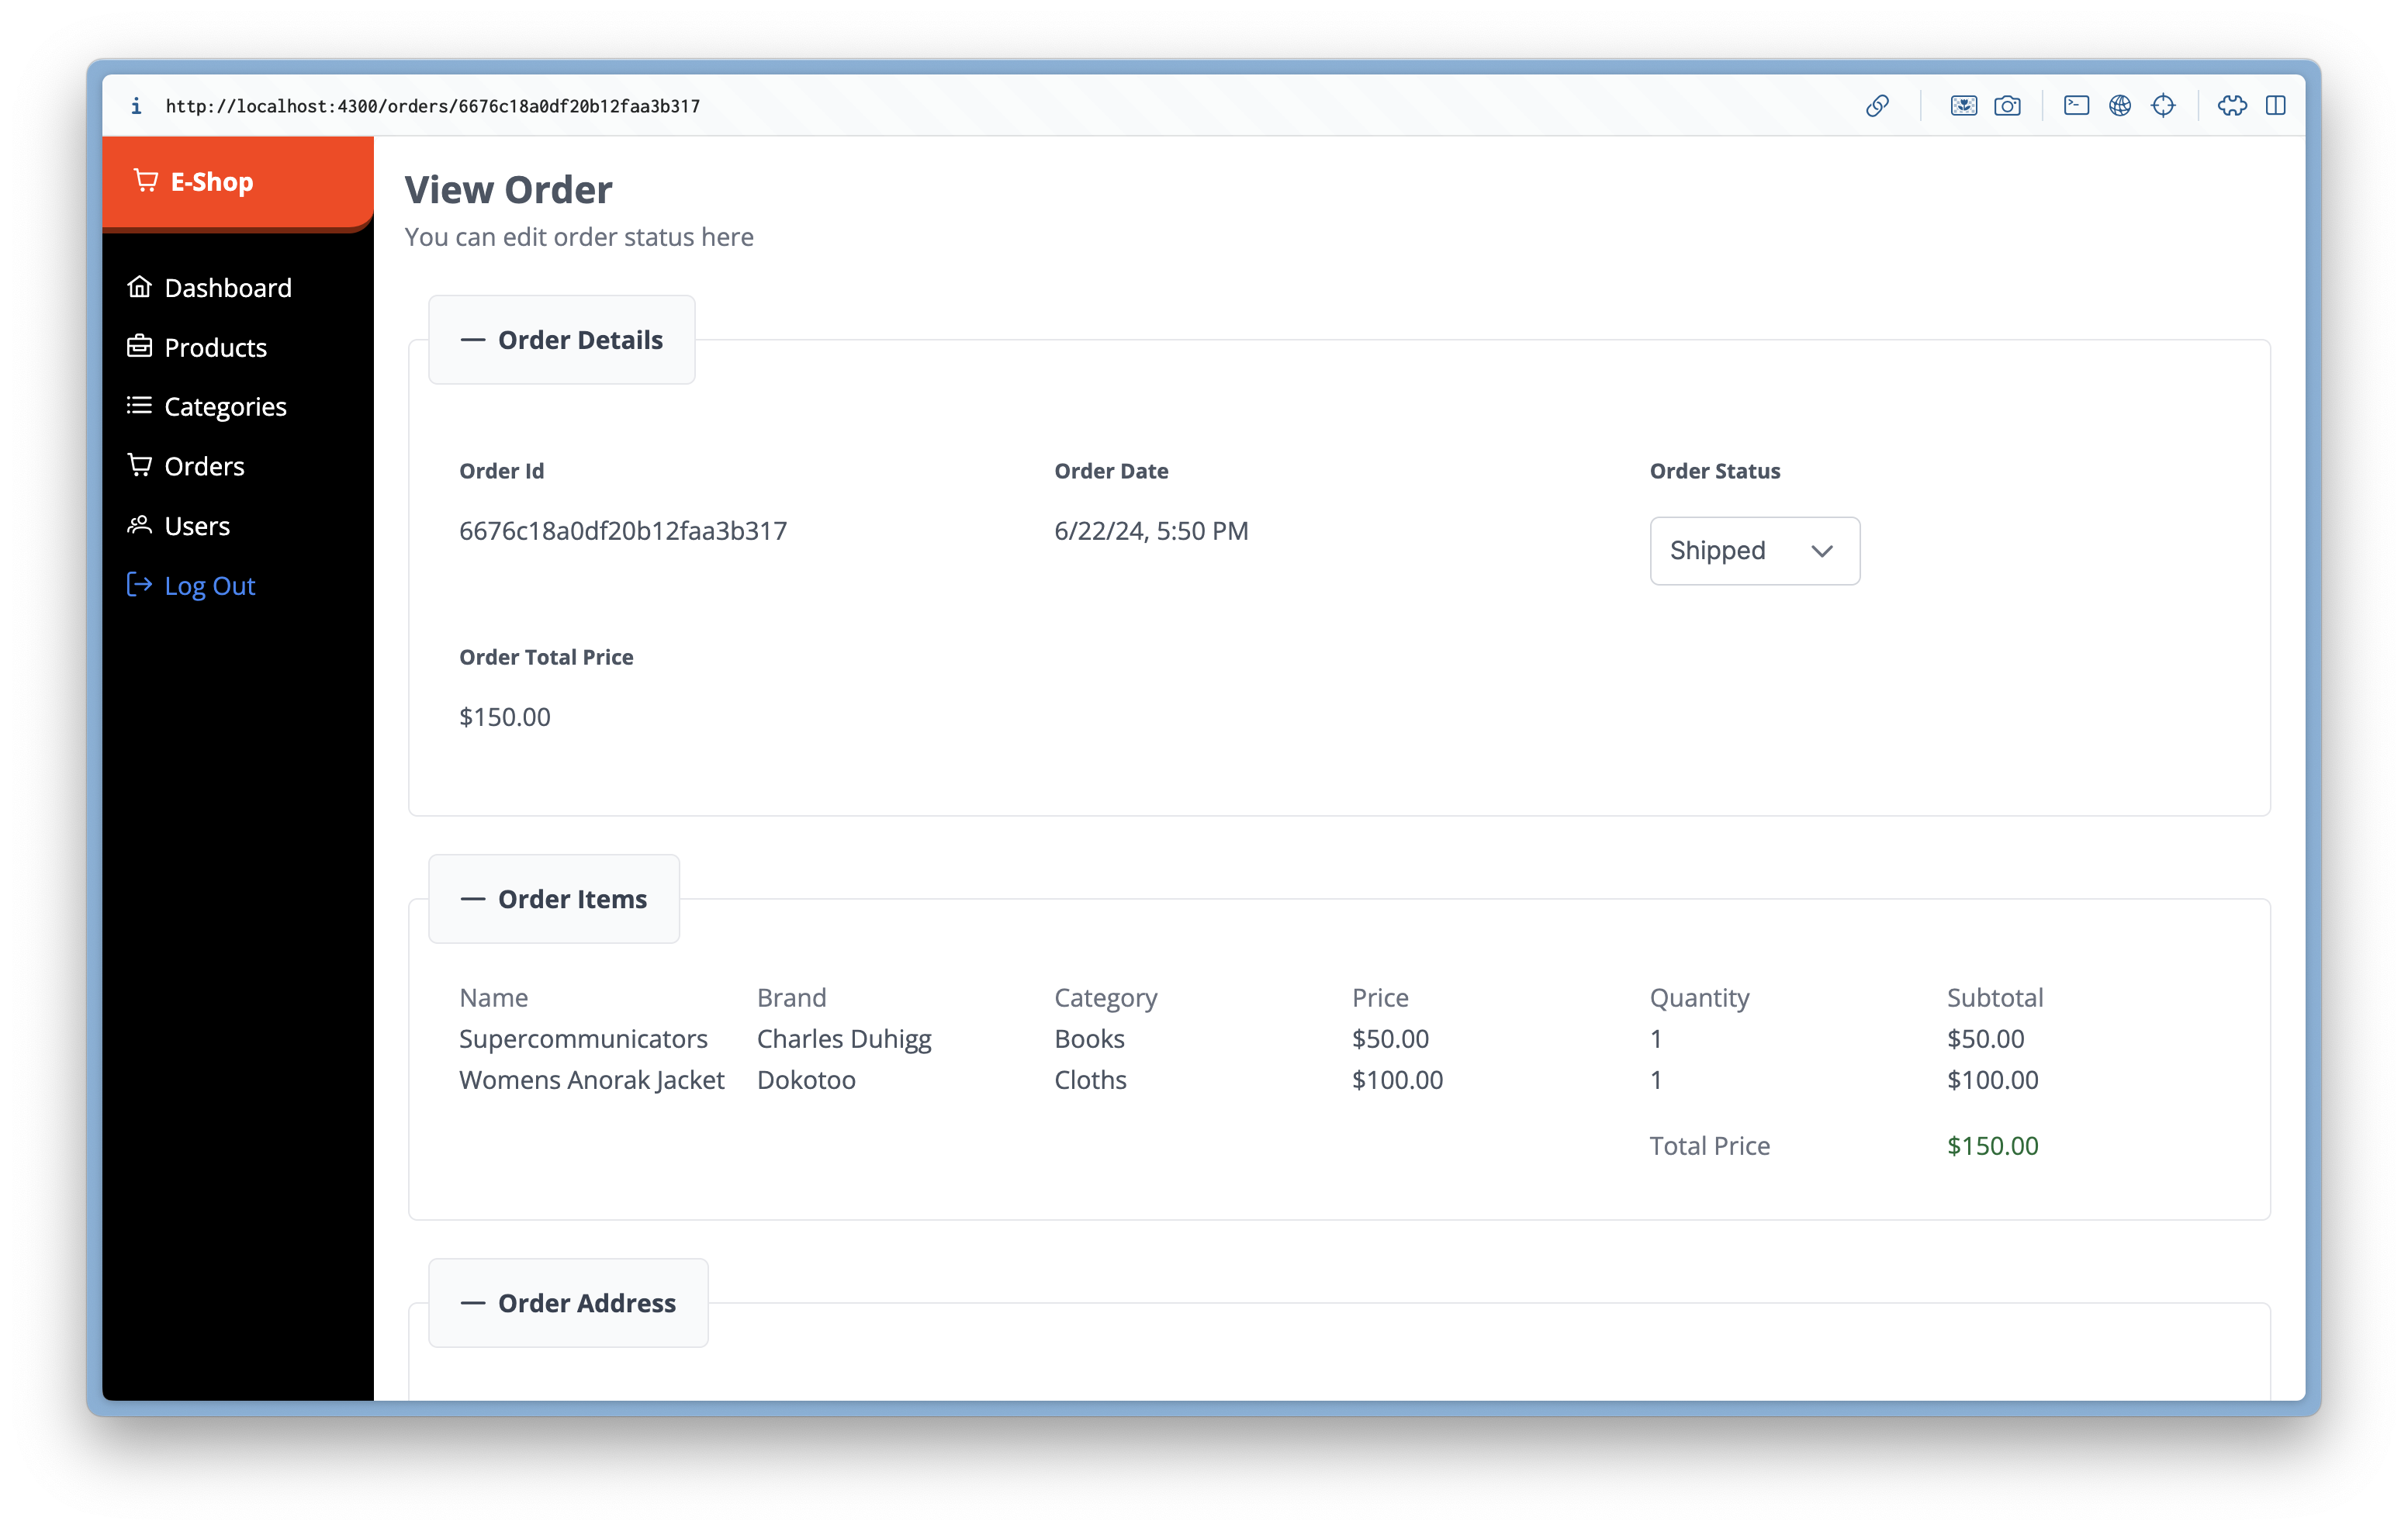 http://localhost:4300/orders/6676c18a0df20b12faa3b317
E-Shop
Dashboard
Products
Categories
Orders
Users
Log Out
View Order
You can edit order status here
Order Details
Order Id Order Date Order Status
6676c18a0df20b12faa3b317 6/22/24, 5:50 PM Shipped
Order Total Price
$150.00
Order Items
Name Brand Category Price Quantity Subtotal
Supercommunicators Charles Duhigg Books $50.00 1 $50.00
Womens Anorak Jacket Dokotoo Cloths $100.00 1 $100.00
Total Price $150.00
Order Address